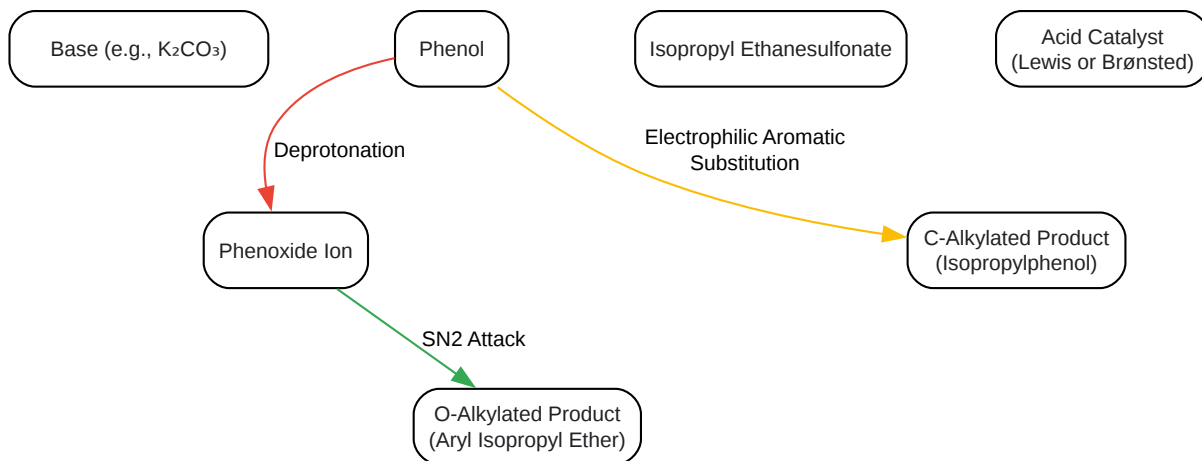 Base (e.g., K₂CO₃)
Phenol
Isopropyl Ethanesulfonate
Acid Catalyst
(Lewis or Brønsted)
Deprotonation
Electrophilic Aromatic
Substitution
Phenoxide Ion
C-Alkylated Product
(Isopropylphenol)
SN2 Attack
O-Alkylated Product
(Aryl Isopropyl Ether)